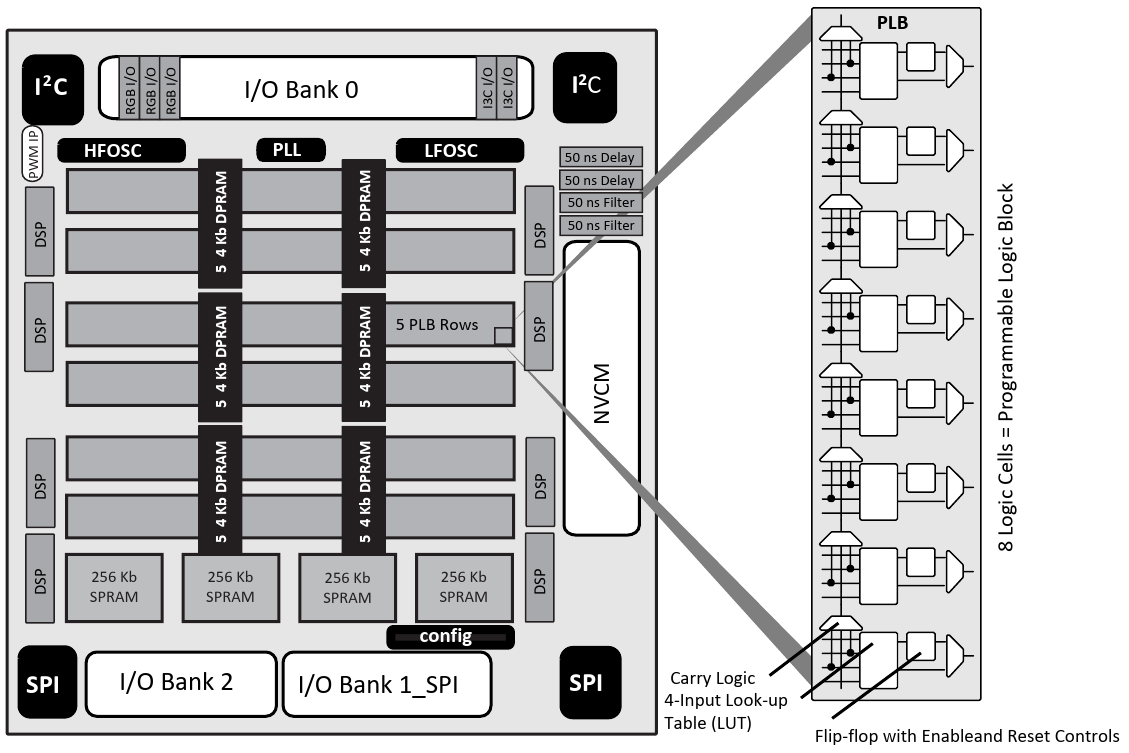 PLB
I²C
RGB I/O
RGB I/O
RGB I/O
I/O Bank 0
I3C I/O
I3C I/O
I²C
PWM IP
HFOSC
PLL
LFOSC
50 ns Delay
50 ns Delay
50 ns Filter
50 ns Filter
DSP
5 4 Kb DPRAM
5 4 Kb DPRAM
DSP
DSP
5 4 Kb DPRAM
5 4 Kb DPRAM
5 PLB Rows
DSP
NVCM
8 Logic Cells = Programmable Logic Block
DSP
5 4 Kb DPRAM
5 4 Kb DPRAM
DSP
DSP
256 Kb
SPRAM
256 Kb
SPRAM
256 Kb
SPRAM
256 Kb
SPRAM
DSP
config
SPI
I/O Bank 2
I/O Bank 1_SPI
SPI
Carry Logic
4-Input Look-up
Table (LUT)
Flip-flop with Enableand Reset Controls